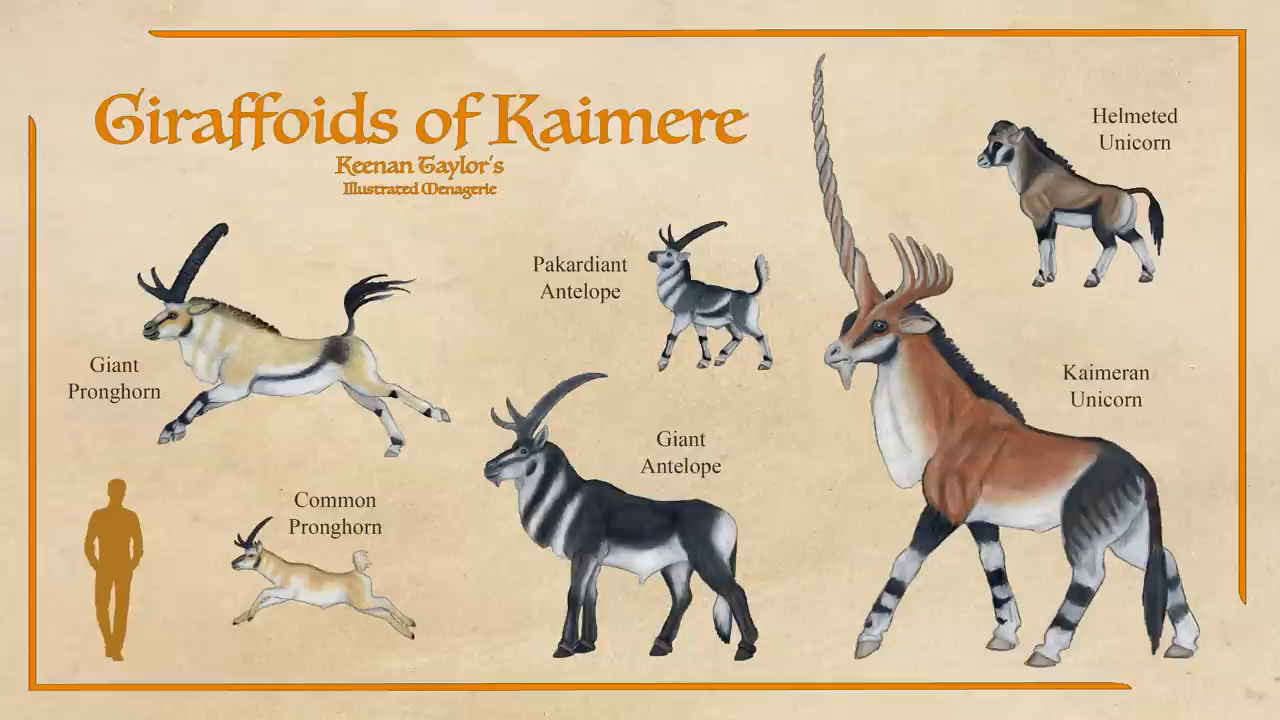 Giraffoids of Kaimere
Keenan Taylor's
Illustrated Menagerie
Helmeted
Unicorn
Pakardiant
Antelope
Giant
Pronghorn
Kaimeran
Unicorn
Giant
Antelope
Common
Pronghorn